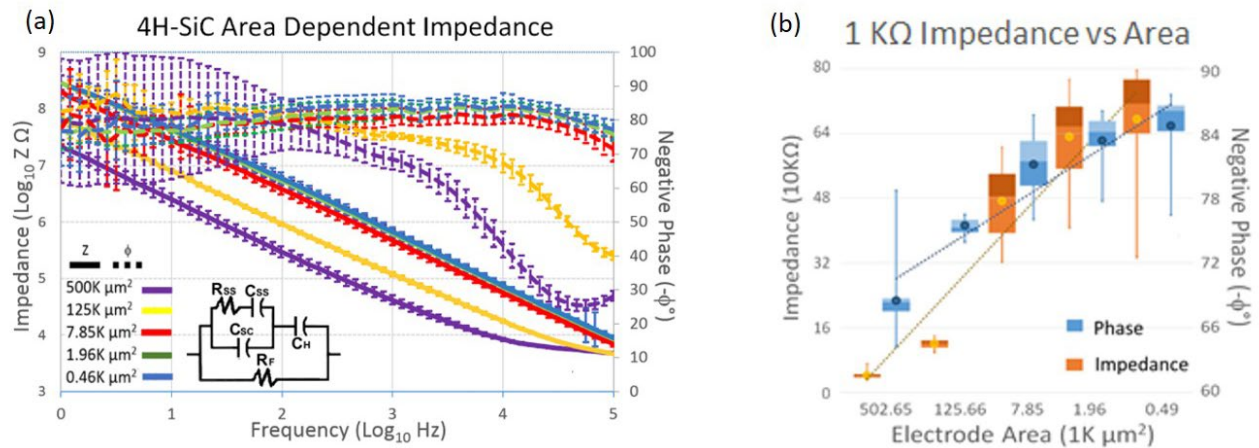 (a)
4H-SiC Area Dependent Impedance
Impedance (Log10 Z Ω)
9
8
7
6
5
4
3
100
90
80
70
60
50
40
30
20
10
0
Negative Phase (-ϕ°)
Z ϕ
500K μm²
125K μm²
7.85K μm²
1.96K μm²
0.46K μm²
RSS CSS
CSC
CH
RF
0 1 2 3 4 5
Frequency (Log10 Hz)
(b)
1 KΩ Impedance vs Area
Impedance (10KΩ)
80
64
48
32
16
0
90
84
78
72
66
60
Negative Phase (-ϕ°)
Phase
Impedance
502.65 125.66 7.85 1.96 0.49
Electrode Area (1K μm²)